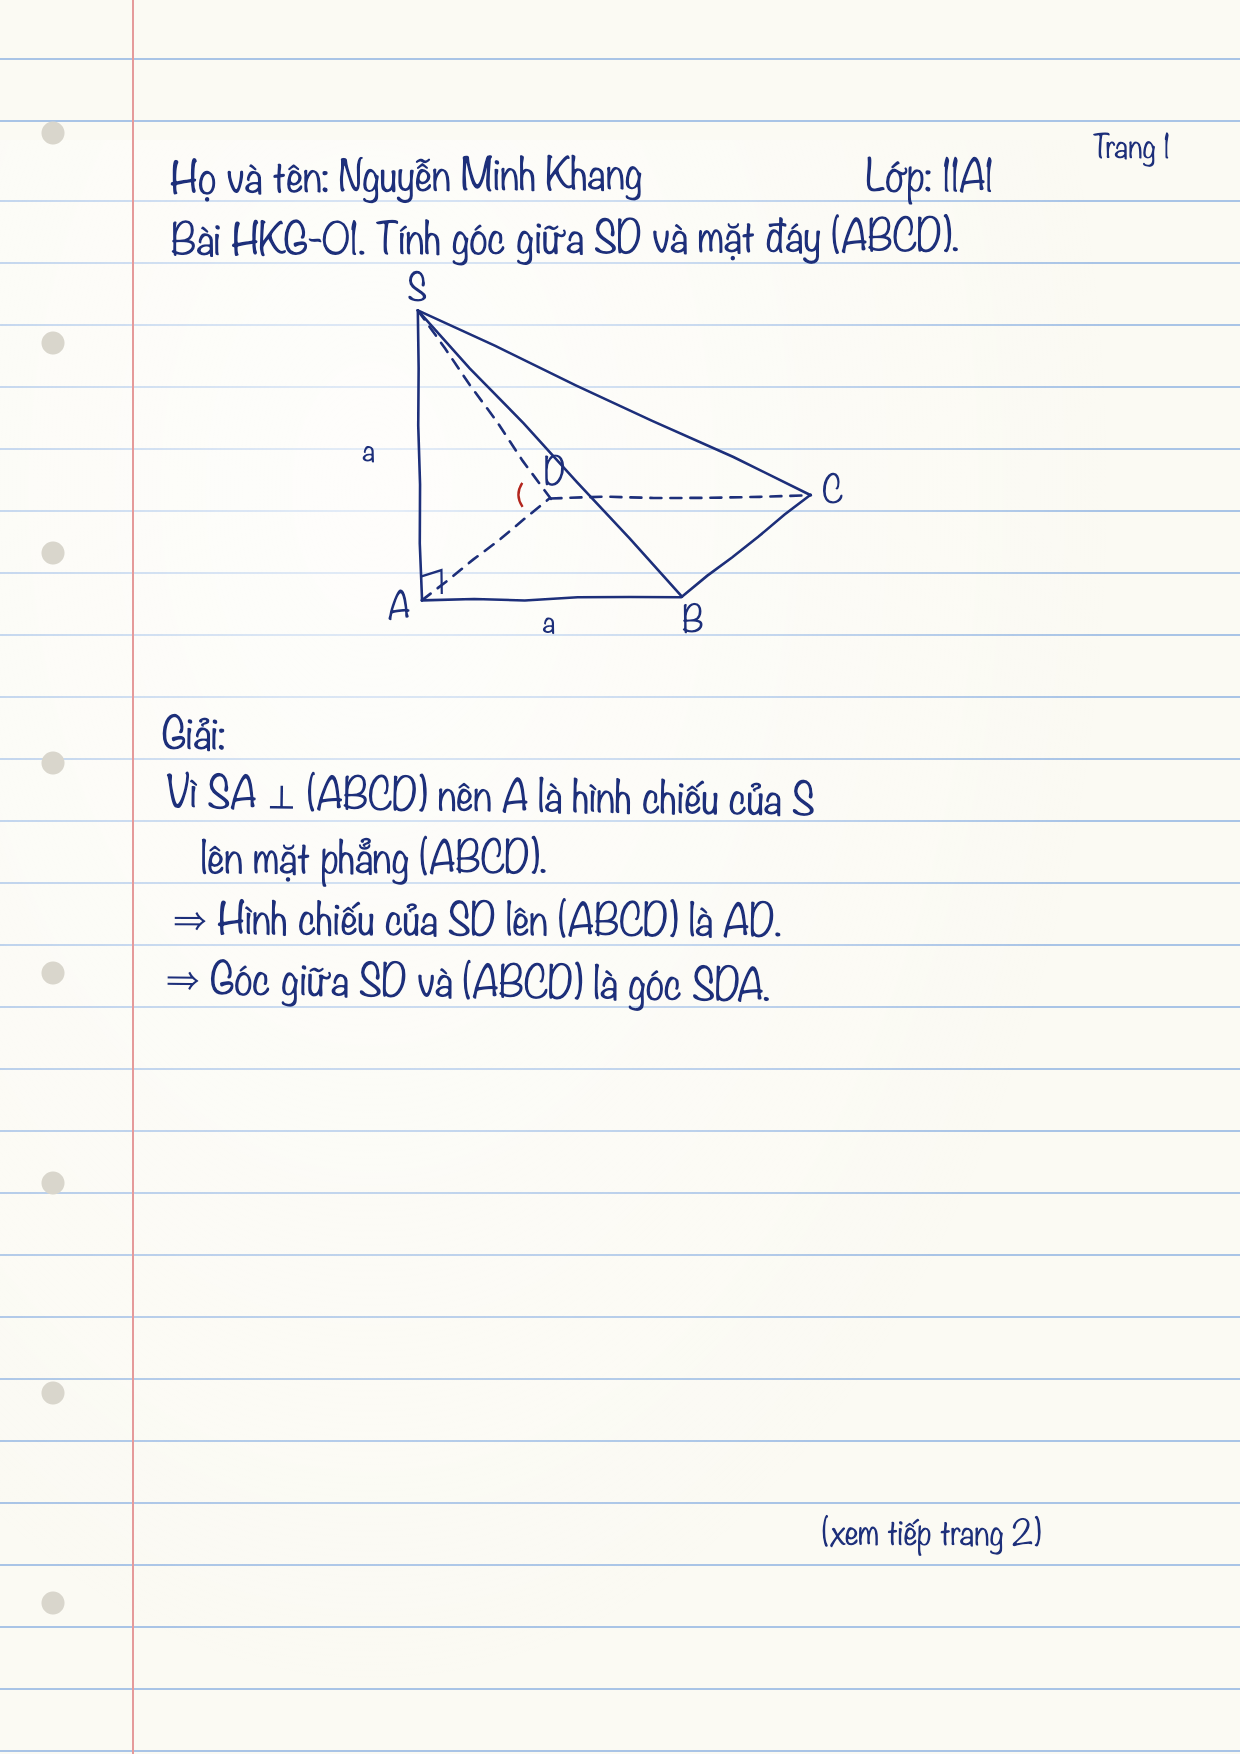 Trang 1
Họ và tên: Nguyễn Minh Khang Lớp: 11A1
Bài HKG-01. Tính góc giữa SD và mặt đáy (ABCD).
S
a
D
C
A
a
B
Giải:
Vì SA ⊥ (ABCD) nên A là hình chiếu của S
lên mặt phẳng (ABCD).
⇒ Hình chiếu của SD lên (ABCD) là AD.
⇒ Góc giữa SD và (ABCD) là góc SDA.
(xem tiếp trang 2)